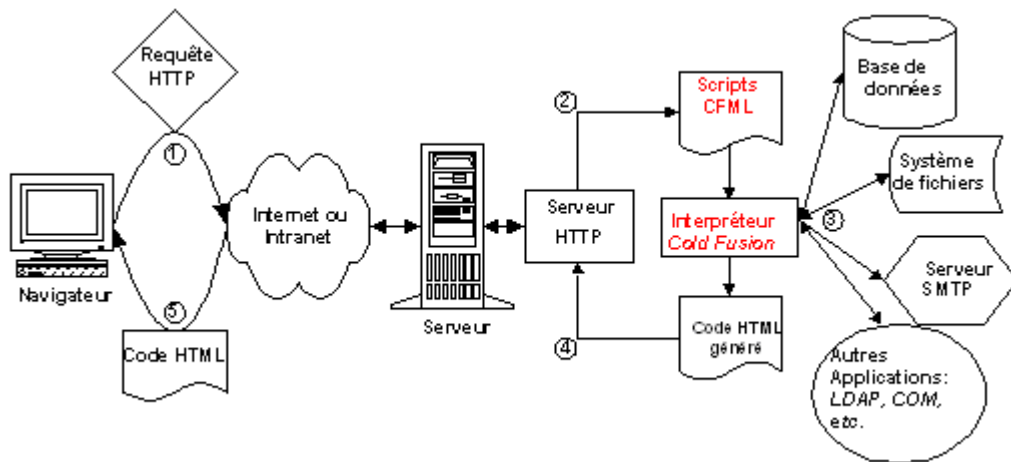 Requête
HTTP
①
Navigateur
⑤
Code HTML
Internet ou
Intranet
Serveur
Serveur
HTTP
②
Scripts
CFML
Interpréteur
Cold Fusion
④
Code HTML
généré
③
Base de
données
Système
de fichiers
Serveur
SMTP
Autres
Applications:
LDAP, COM,
etc.